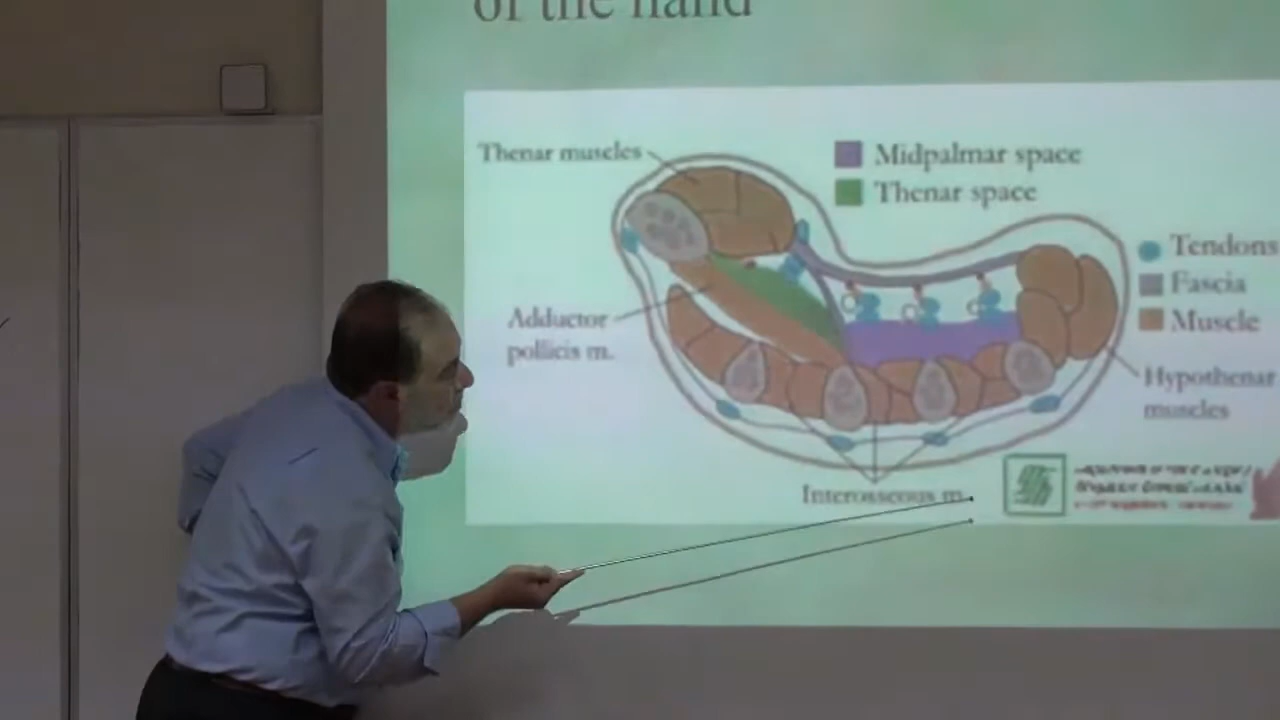 of the hand
Thenar muscles
Midpalmar space
Thenar space
Tendons
Fascia
Muscle
Adductor
pollicis m.
Hypothenar
muscles
Interosseous m.